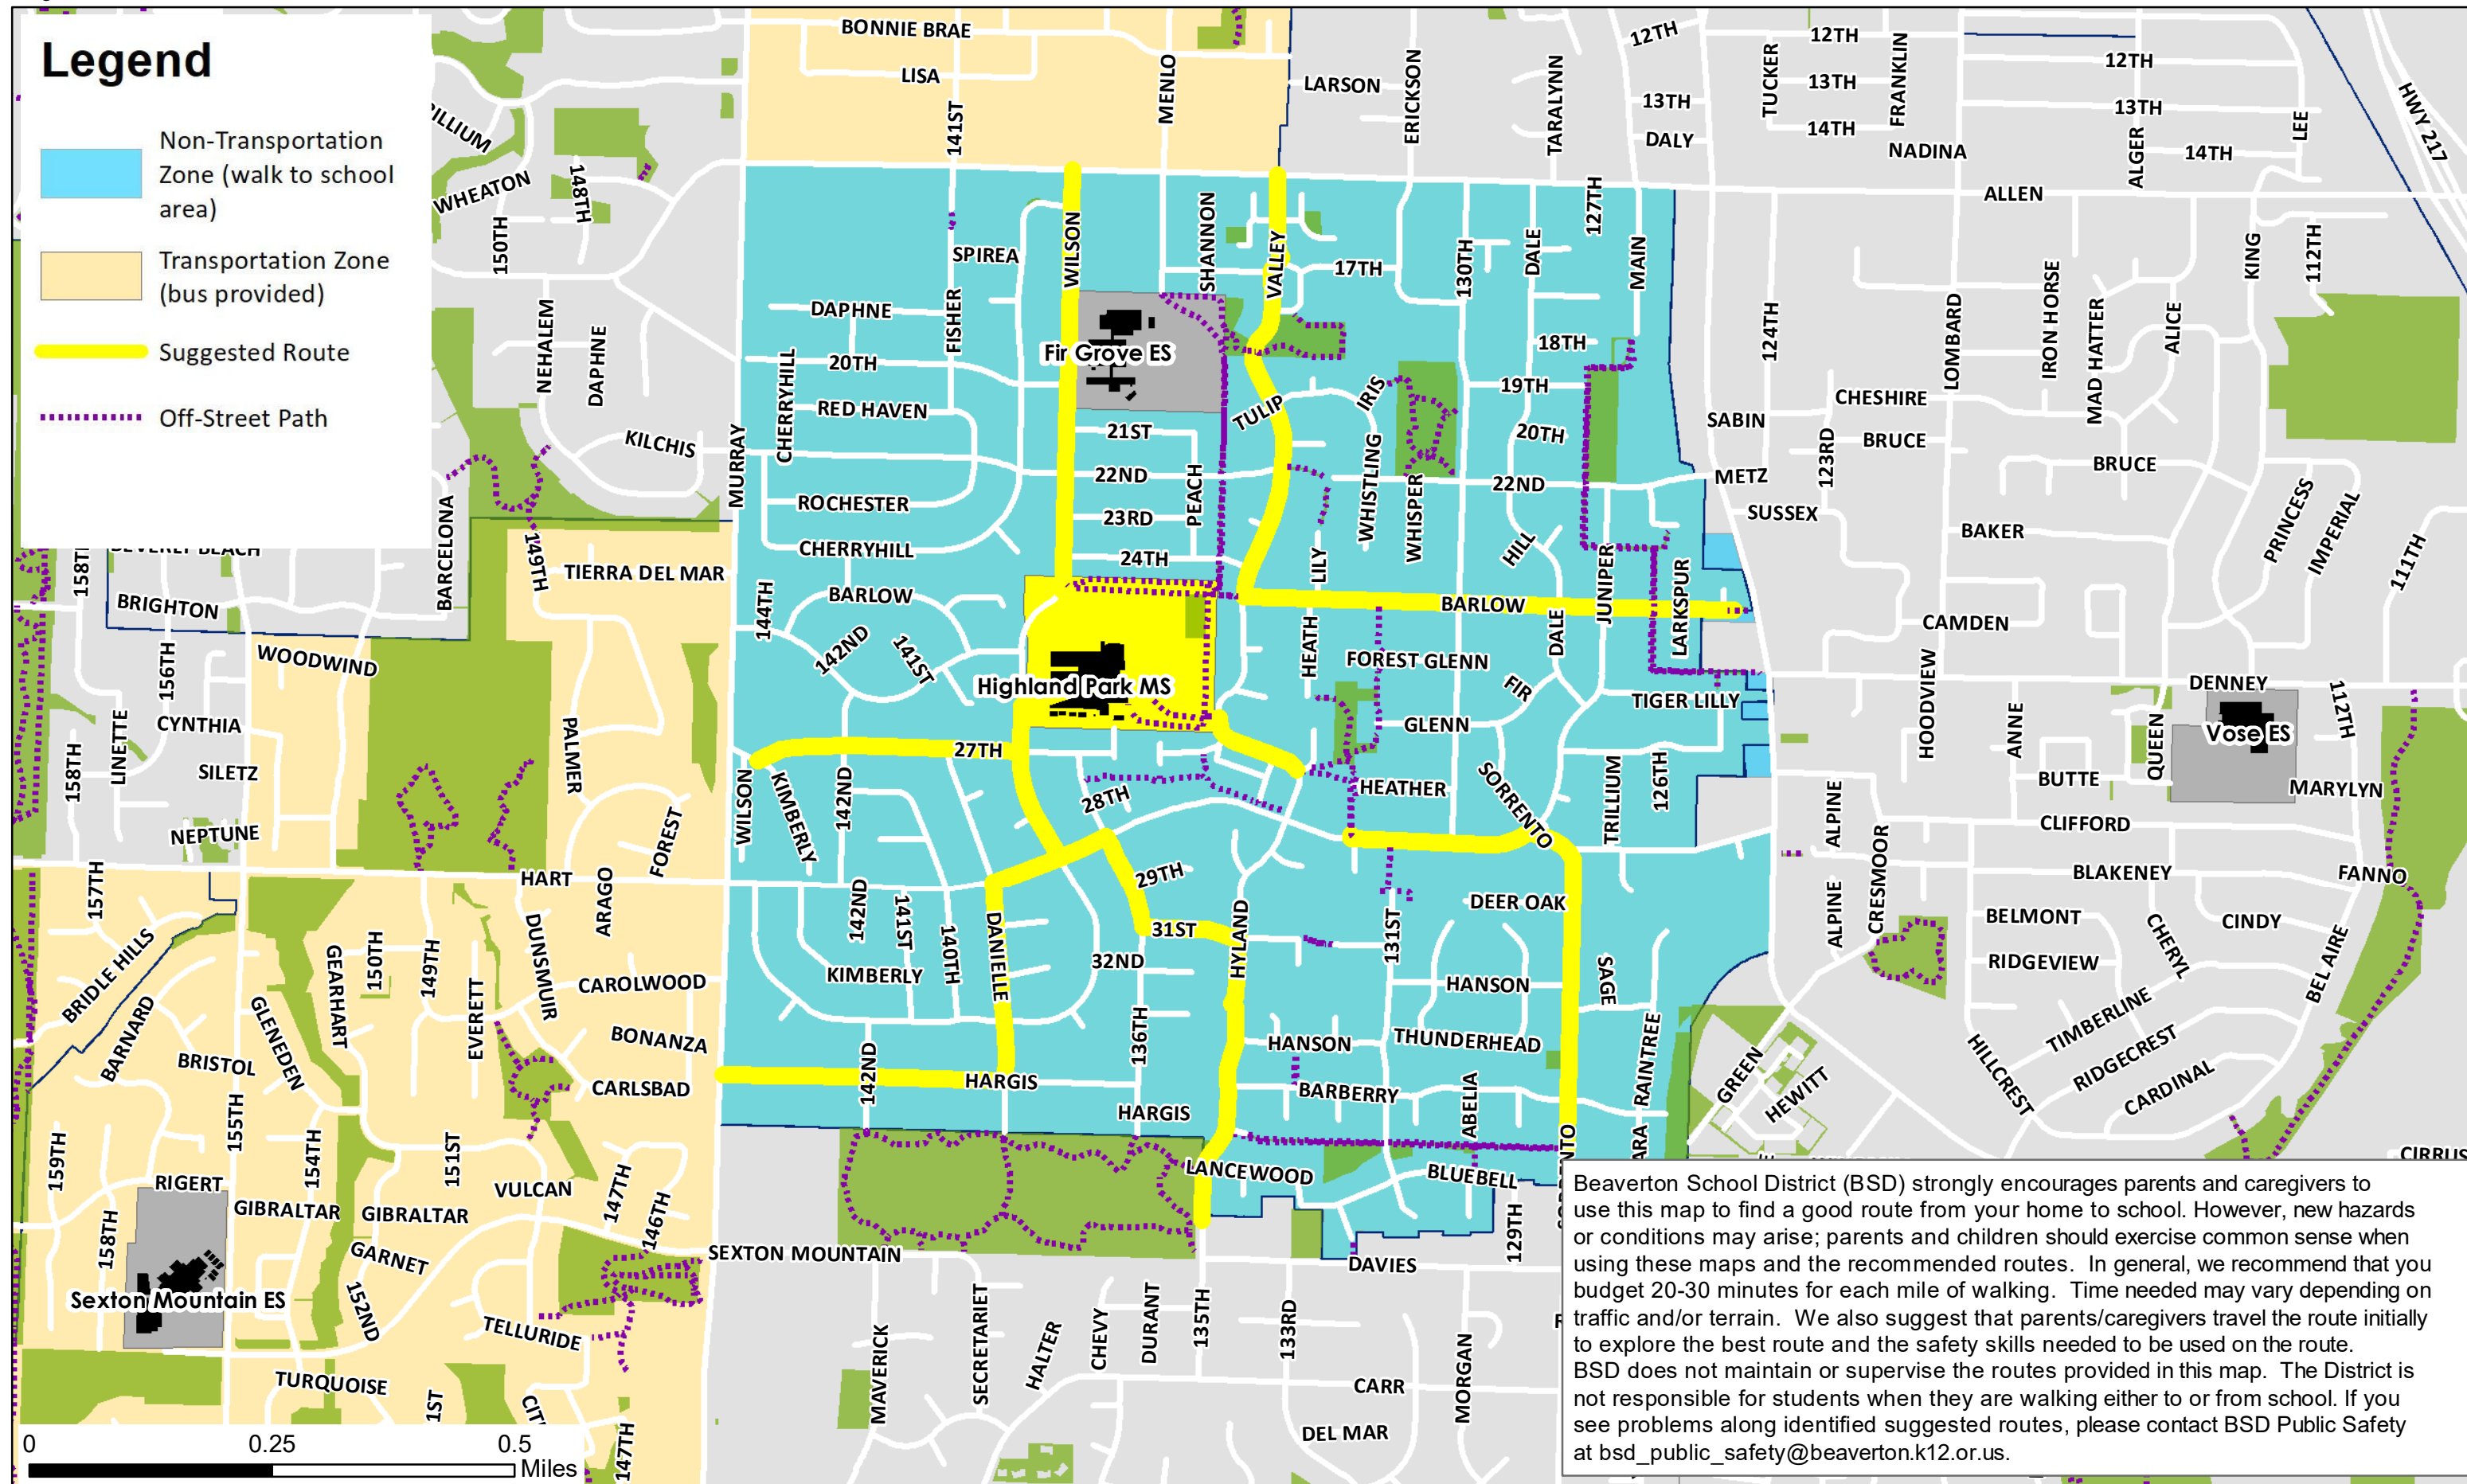 Legend
Non-Transportation
Zone (walk to school
area)
Transportation Zone
(bus provided)
Suggested Route
Off-Street Path
BONNIE BRAE
LISA
141ST
MENLO
LARSON
ERICKSON
TARALYNN
12TH
13TH
DALY
TUCKER
12TH
13TH
14TH
FRANKLIN
NADINA
12TH
13TH
ALGER
14TH
LEE
HWY 217
ALLEN
WHEATON
148TH
150TH
NEHALEM
DAPHNE
KILCHIS
MURRAY
SPIREA
WILSON
SHANNON
VALLEY
17TH
130TH
DALE
127TH
MAIN
124TH
LOMBARD
IRON HORSE
MAD HATTER
ALICE
KING
112TH
DAPHNE
FISHER
20TH
CHERRYHILL
RED HAVEN
Fir Grove ES
18TH
19TH
20TH
IRIS
TULIP
21ST
22ND
PEACH
23RD
24TH
WHISTLING
WHISPER
22ND
SABIN
CHESHIRE
BRUCE
BRUCE
123RD
METZ
SUSSEX
BAKER
PRINCESS
IMPERIAL
111TH
ROCHESTER
CHERRYHILL
BARCELONA
149TH
TIERRA DEL MAR
158TH
BRIGHTON
144TH
BARLOW
142ND
141ST
LILY
HILL
JUNIPER
LARKSPUR
BARLOW
CAMDEN
156TH
WOODWIND
HEATH
FOREST GLENN
DALE
FIR
Highland Park MS
TIGER LILLY
GLENN
HOODVIEW
ANNE
DENNEY
QUEEN
Vose ES
112TH
LINETTE
CYNTHIA
SILETZ
158TH
PALMER
27TH
WILSON
KIMBERLY
142ND
28TH
HEATHER
SORRENTO
TRILLIUM
126TH
BUTTE
MARYLYN
NEPTUNE
FOREST
ALPINE
CLIFFORD
HART
157TH
ARAGO
29TH
CRESMOOR
BLAKENEY
FANNO
DEER OAK
BRIDLE HILLS
GEARHART
150TH
149TH
DUNSMUIR
142ND
141ST
140TH
DANIELLE
31ST
HYLAND
131ST
ALPINE
BELMONT
CHERYL
CINDY
BEL AIRE
KIMBERLY
32ND
HANSON
SAGE
RIDGEVIEW
CAROLWOOD
EVERETT
BARNARD
GLENEDEN
BRISTOL
BONANZA
CARLSBAD
142ND
HARGIS
136TH
HANSON
THUNDERHEAD
RAINTREE
TIMBERLINE
RIDGECREST
CARDINAL
HILLCREST
GREEN
HEWITT
155TH
BARBERRY
ABELIA
HARGIS
159TH
154TH
151ST
RIGERT
VULCAN
147TH
146TH
LANCEWOOD
BLUEBELL
CIRRUS
158TH
GIBRALTAR
GIBRALTAR
GARNET
SEXTON MOUNTAIN
129TH
DAVIES
Sexton Mountain ES
152ND
TELLURIDE
TURQUOISE
MAVERICK
SECRETARIET
HALTER
CHEVY
DURANT
135TH
133RD
MORGAN
CARR
DEL MAR
147TH
Beaverton School District (BSD) strongly encourages parents and caregivers to
use this map to find a good route from your home to school. However, new hazards
or conditions may arise; parents and children should exercise common sense when
using these maps and the recommended routes. In general, we recommend that you
budget 20-30 minutes for each mile of walking. Time needed may vary depending on
traffic and/or terrain. We also suggest that parents/caregivers travel the route initially
to explore the best route and the safety skills needed to be used on the route.
BSD does not maintain or supervise the routes provided in this map. The District is
not responsible for students when they are walking either to or from school. If you
see problems along identified suggested routes, please contact BSD Public Safety
at bsd_public_safety@beaverton.k12.or.us.
0 0.25 0.5
Miles